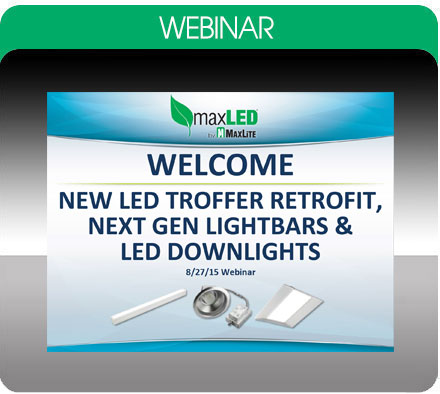 WEBINAR
maxLED
by MAXLITE
WELCOME
NEW LED TROFFER RETROFIT,
NEXT GEN LIGHTBARS &
LED DOWNLIGHTS
8/27/15 Webinar